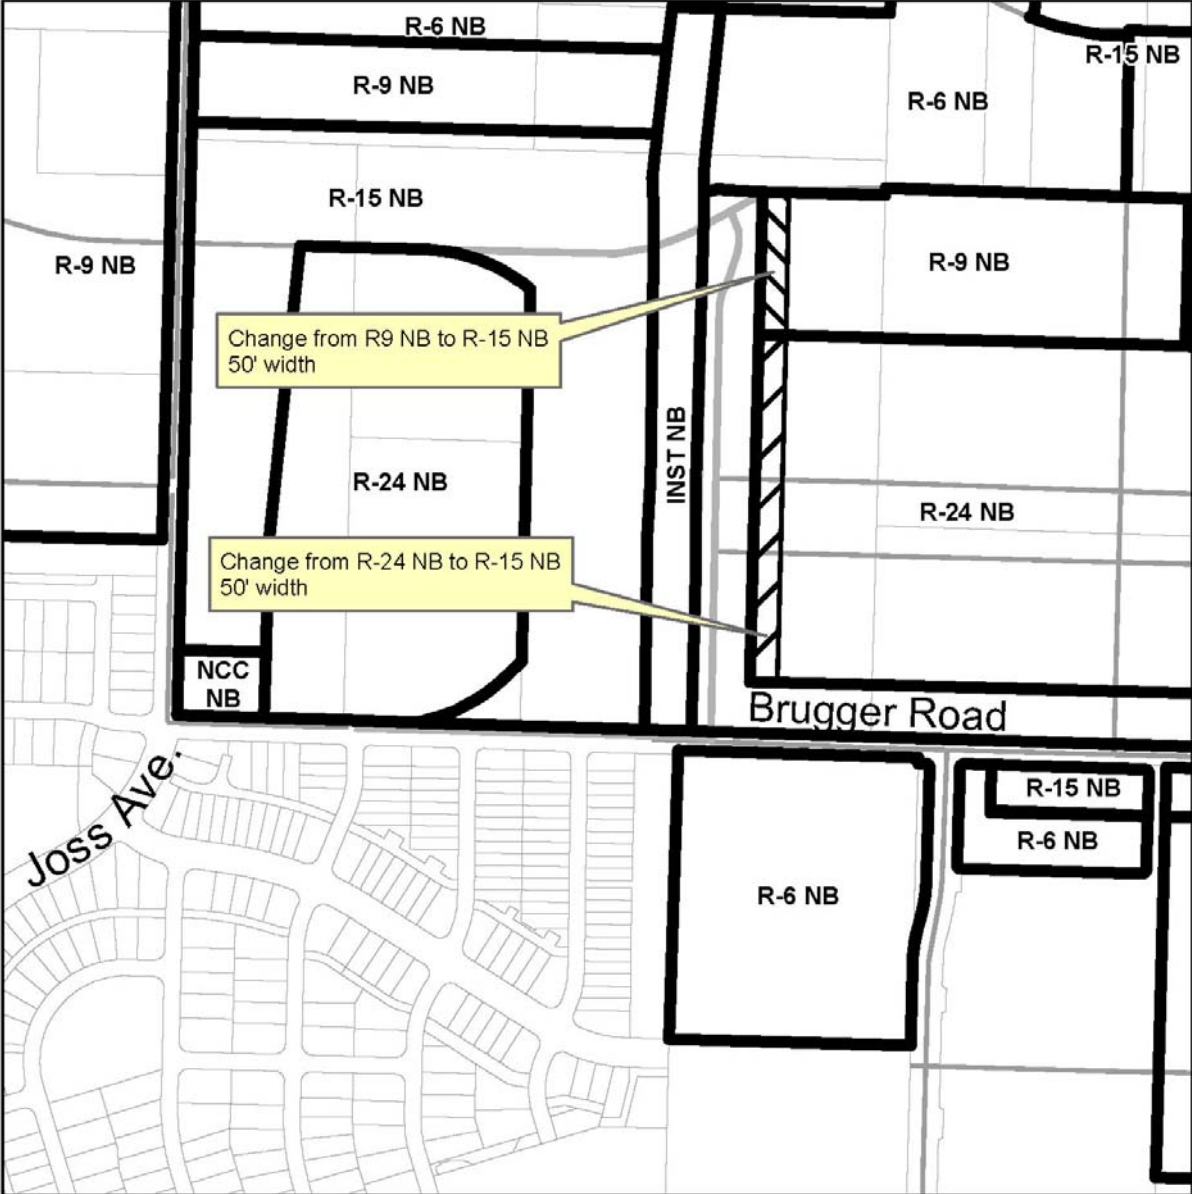 R-6 NB
R-15 NB
R-9 NB
R-6 NB
R-15 NB
R-9 NB
R-9 NB
Change from R9 NB to R-15 NB
50' width
INST NB
R-24 NB
R-24 NB
Change from R-24 NB to R-15 NB
50' width
NCC
NB
Brugger Road
Joss Ave.
R-15 NB
R-6 NB
R-6 NB